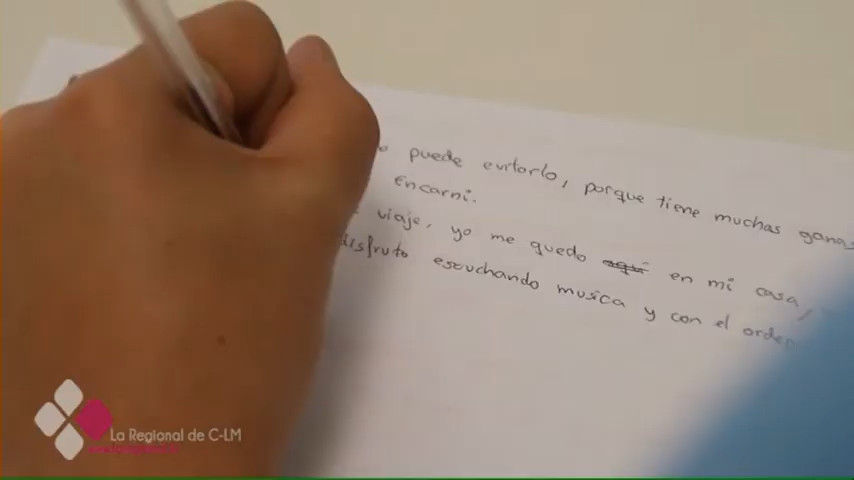 puede evitarlo, porque tiene muchas ganas
Encarni.
viaje, yo me quedo aquí en mi casa,
disfruto escuchando musica y con el orden
La Regional de C-LM